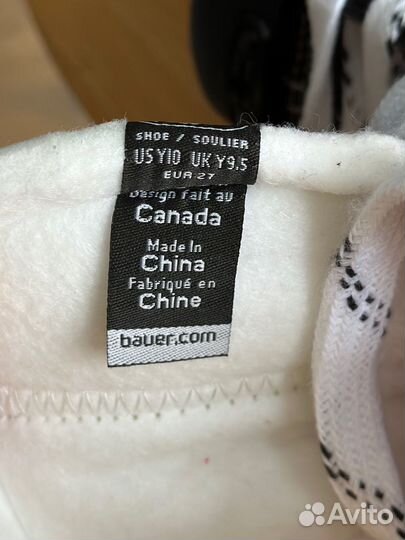 SHOE / SOULIER
US Y10 UK Y9.5
EUR 27
Design fait au
Canada
Made In
China
Fabriqué en
Chine
bauer.com
Avito